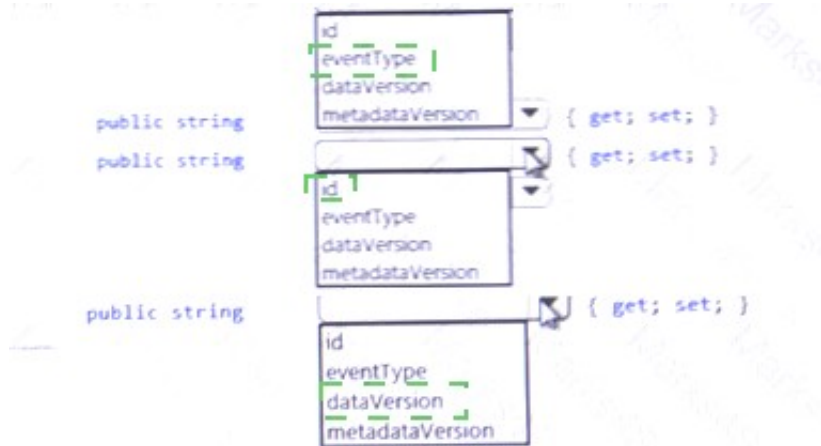 id
eventType
dataVersion
metadataVersion
public string { get; set; }
public string { get; set; }
id
eventType
dataVersion
metadataVersion
public string { get; set; }
id
eventType
dataVersion
metadataVersion